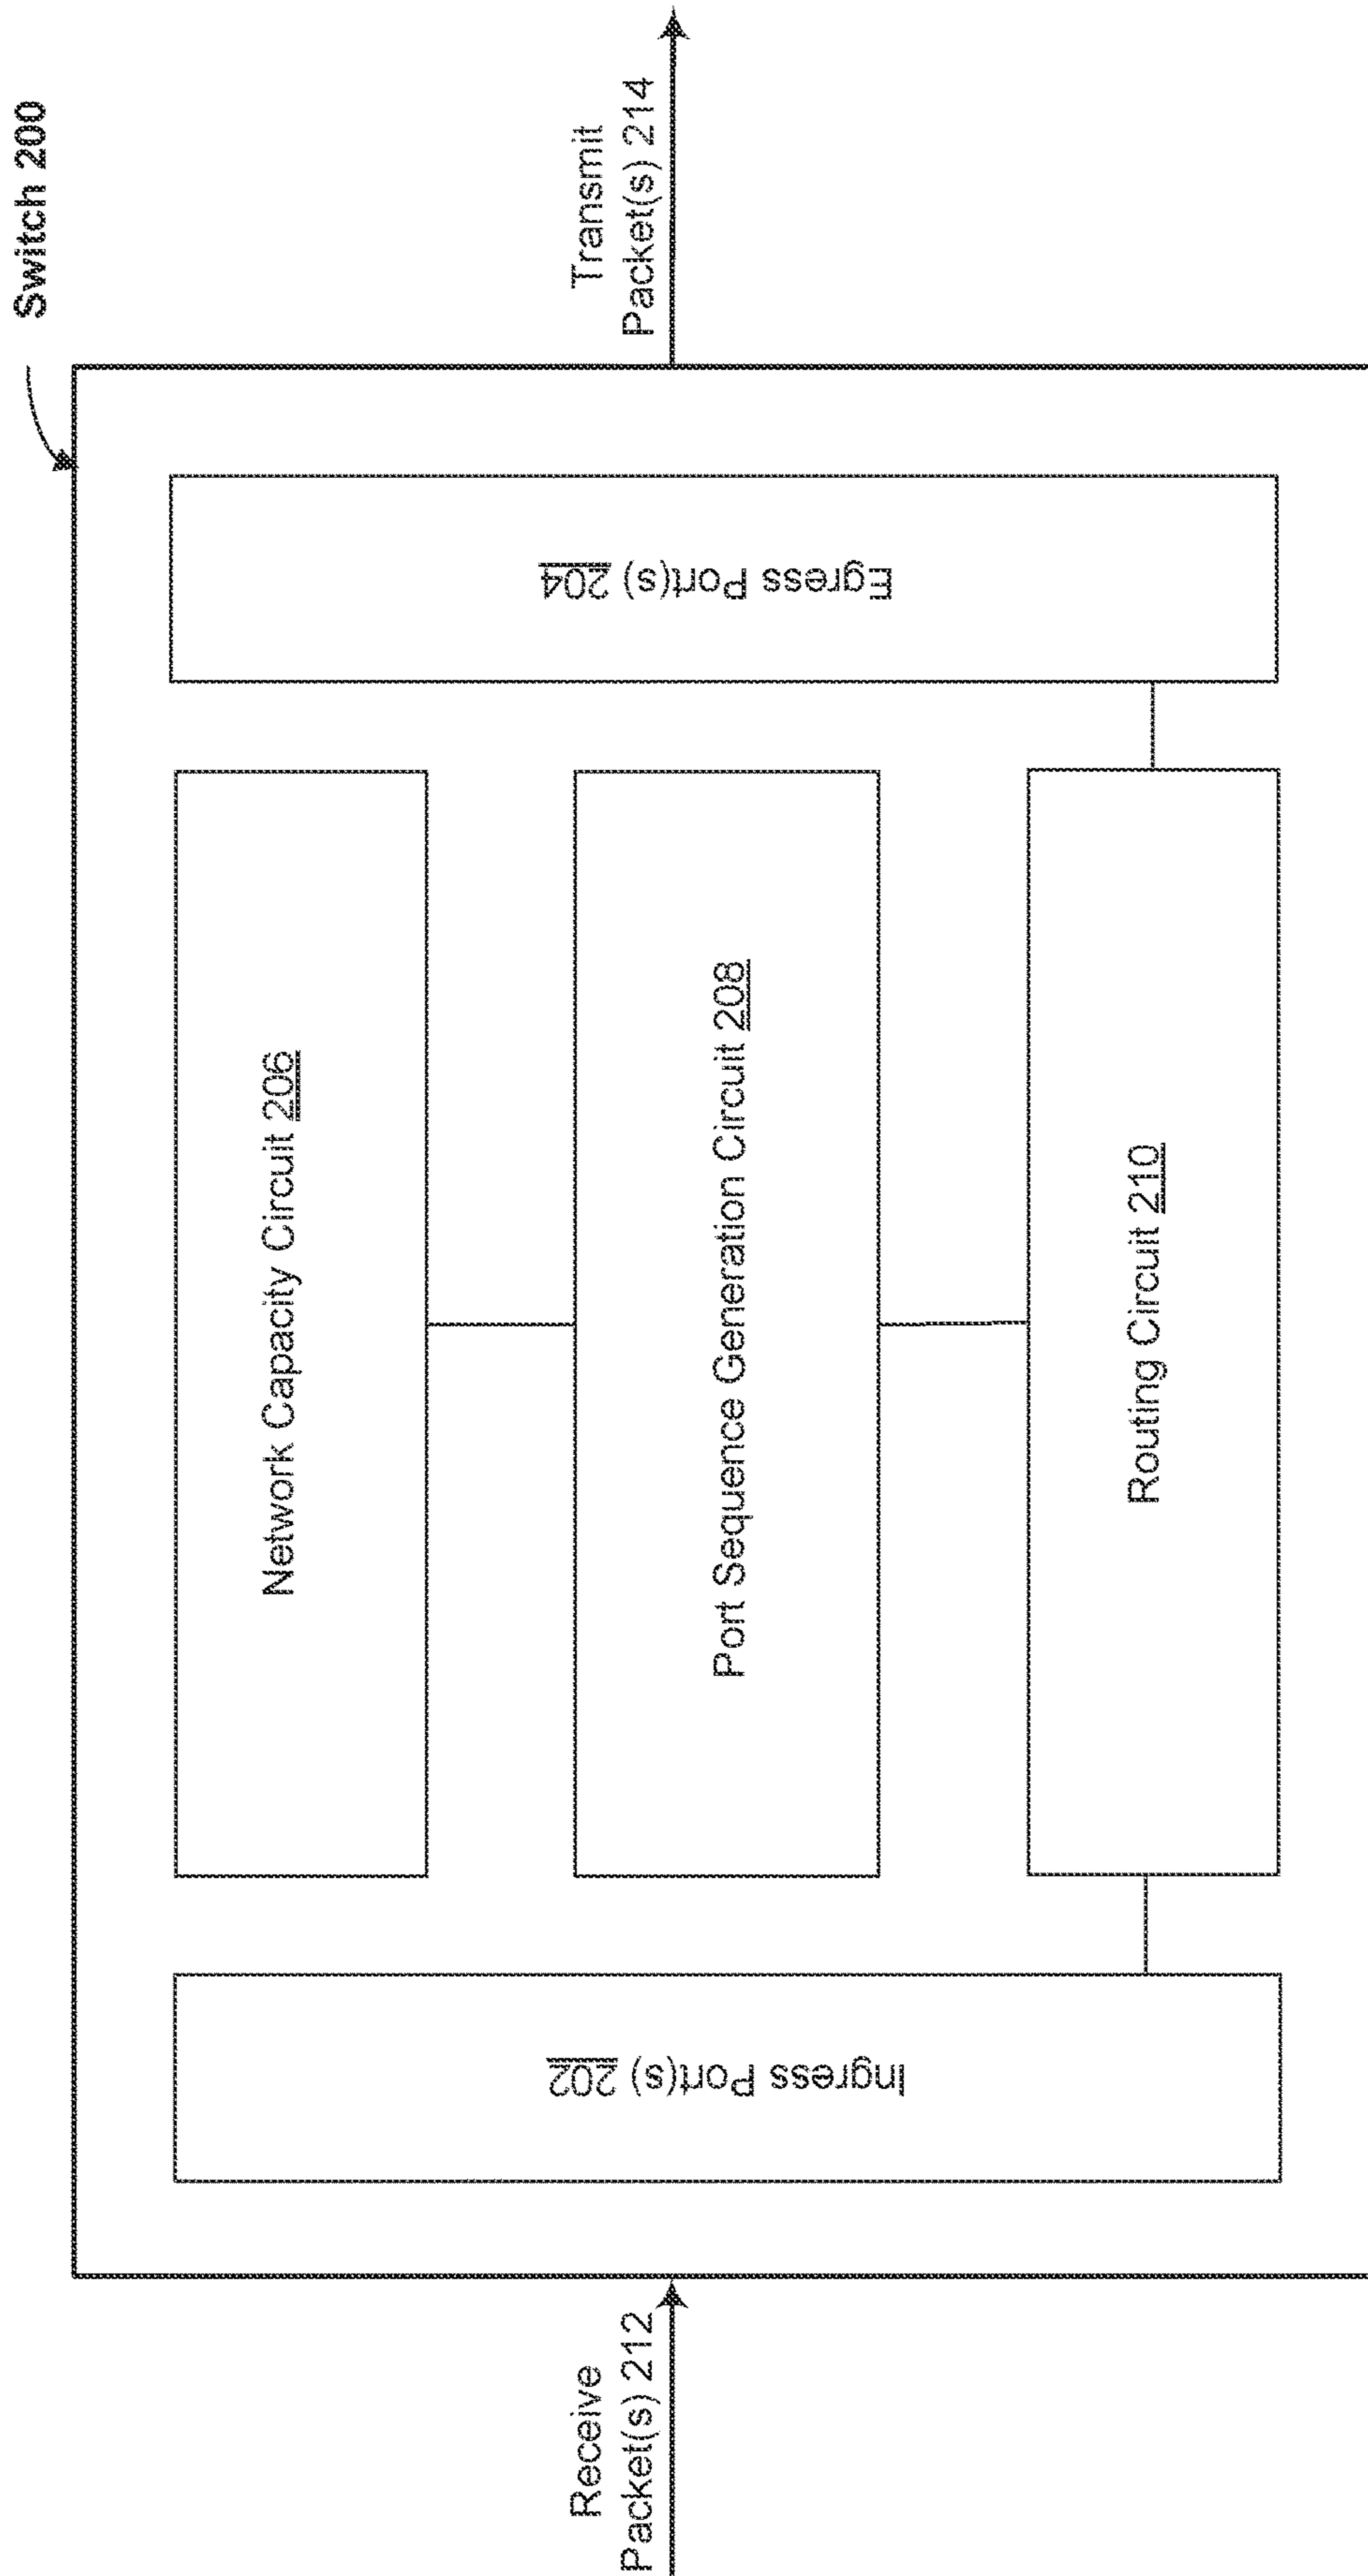 Switch 200
Receive
Packet(s) 212
Ingress Port(s) 202
Network Capacity Circuit 206
Port Sequence Generation Circuit 208
Routing Circuit 210
Egress Port(s) 204
Transmit
Packet(s) 214